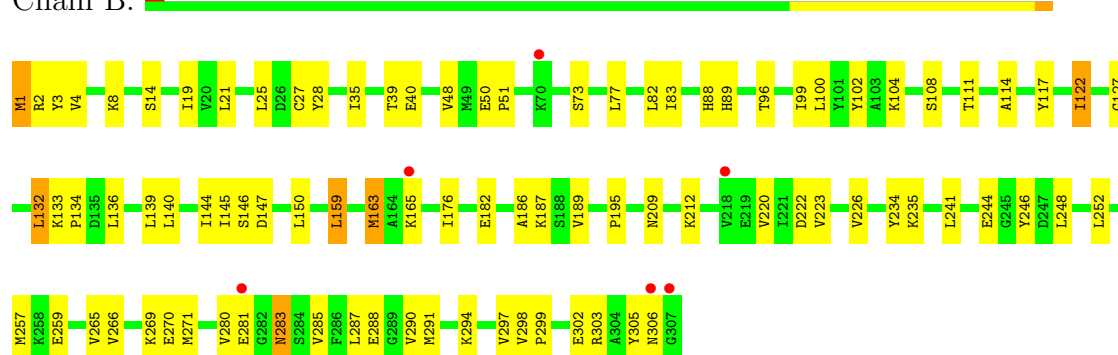 Chain B:
M1 R2 Y3 V4 K8 S14 I19 V20 L21 L25 D26 C27 Y28 I35 T39 E40 V48 M49 E50 P51 K70 S73 L77 L82 T83 H88 H89 T96 I99 L100 Y101 Y102 A103 K104 S108 T111 A114 Y117 I122
L132 K133 P134 D135 L136 L139 L140 I144 I145 S146 D147 L150 L159 M163 A164 K165 I176 E182 A186 K187 S188 V189 P195 N209 K212 V218 E219 V220 I221 D222 V223 V226 Y234 K235 L241 E244 G245 Y246 D247 L248 L252
M257 K258 E259 V265 V266 K269 E270 M271 V280 E281 G282 N283 S284 V285 F286 L287 E288 G289 V290 M291 K294 V297 V298 P299 E302 R303 A304 Y305 N306 G307